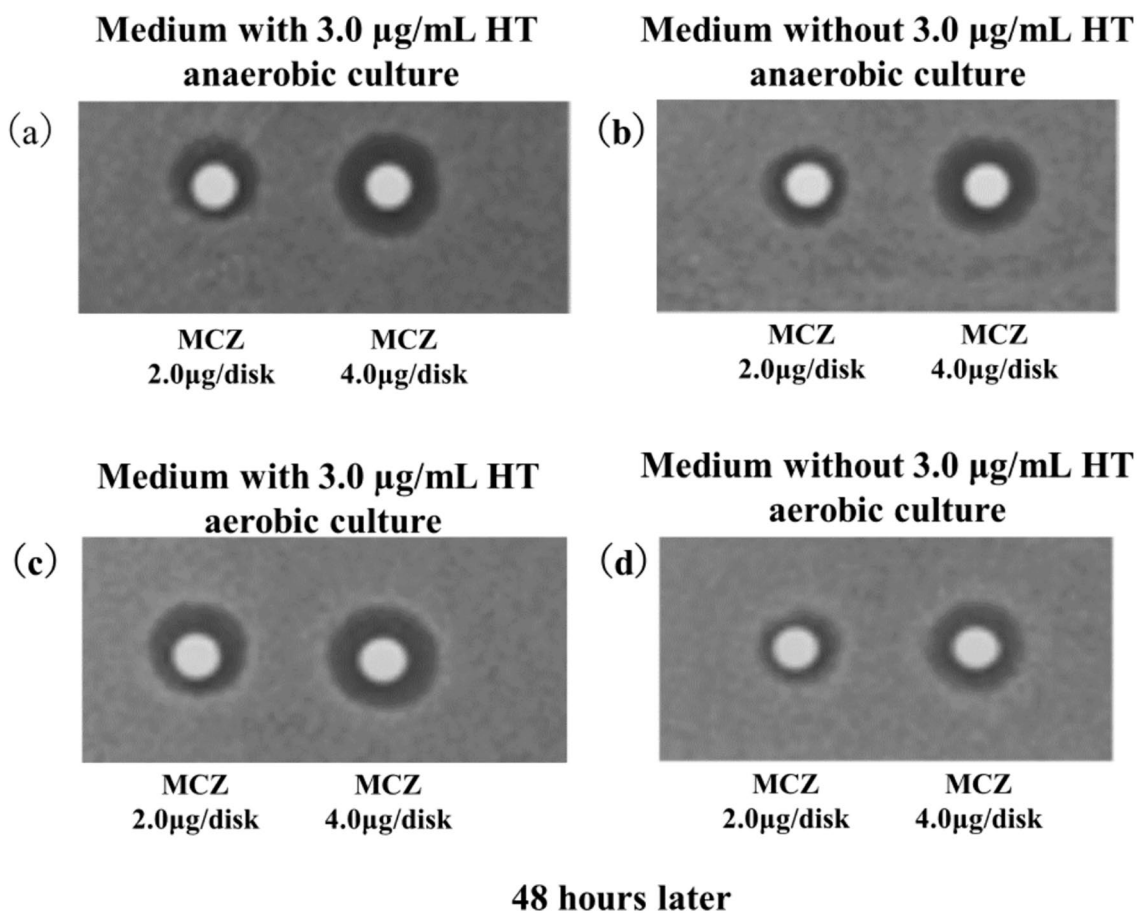 Medium with 3.0 μg/mL HT
anaerobic culture
Medium without 3.0 μg/mL HT
anaerobic culture
(a)
(b)
MCZ
2.0μg/disk
MCZ
4.0μg/disk
MCZ
2.0μg/disk
MCZ
4.0μg/disk
Medium with 3.0 μg/mL HT
aerobic culture
Medium without 3.0 μg/mL HT
aerobic culture
(c)
(d)
MCZ
2.0μg/disk
MCZ
4.0μg/disk
MCZ
2.0μg/disk
MCZ
4.0μg/disk
48 hours later